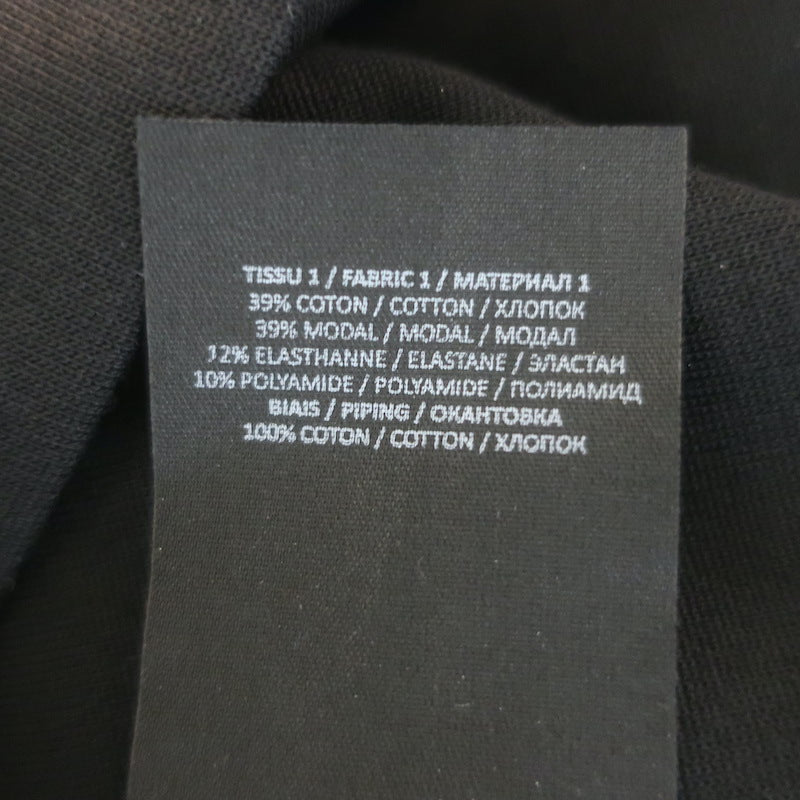 TISSU 1 / FABRIC 1 / МАТЕРИАЛ 1
39% COTON / COTTON / ХЛОПОК
39% MODAL / MODAL / МОДАЛ
12% ELASTHANNE / ELASTANE / ЭЛАСТАН
10% POLYAMIDE / POLYAMIDE / ПОЛИАМИД
BIAIS / PIPING / ОКАНТОВКА
100% COTON / COTTON / ХЛОПОК